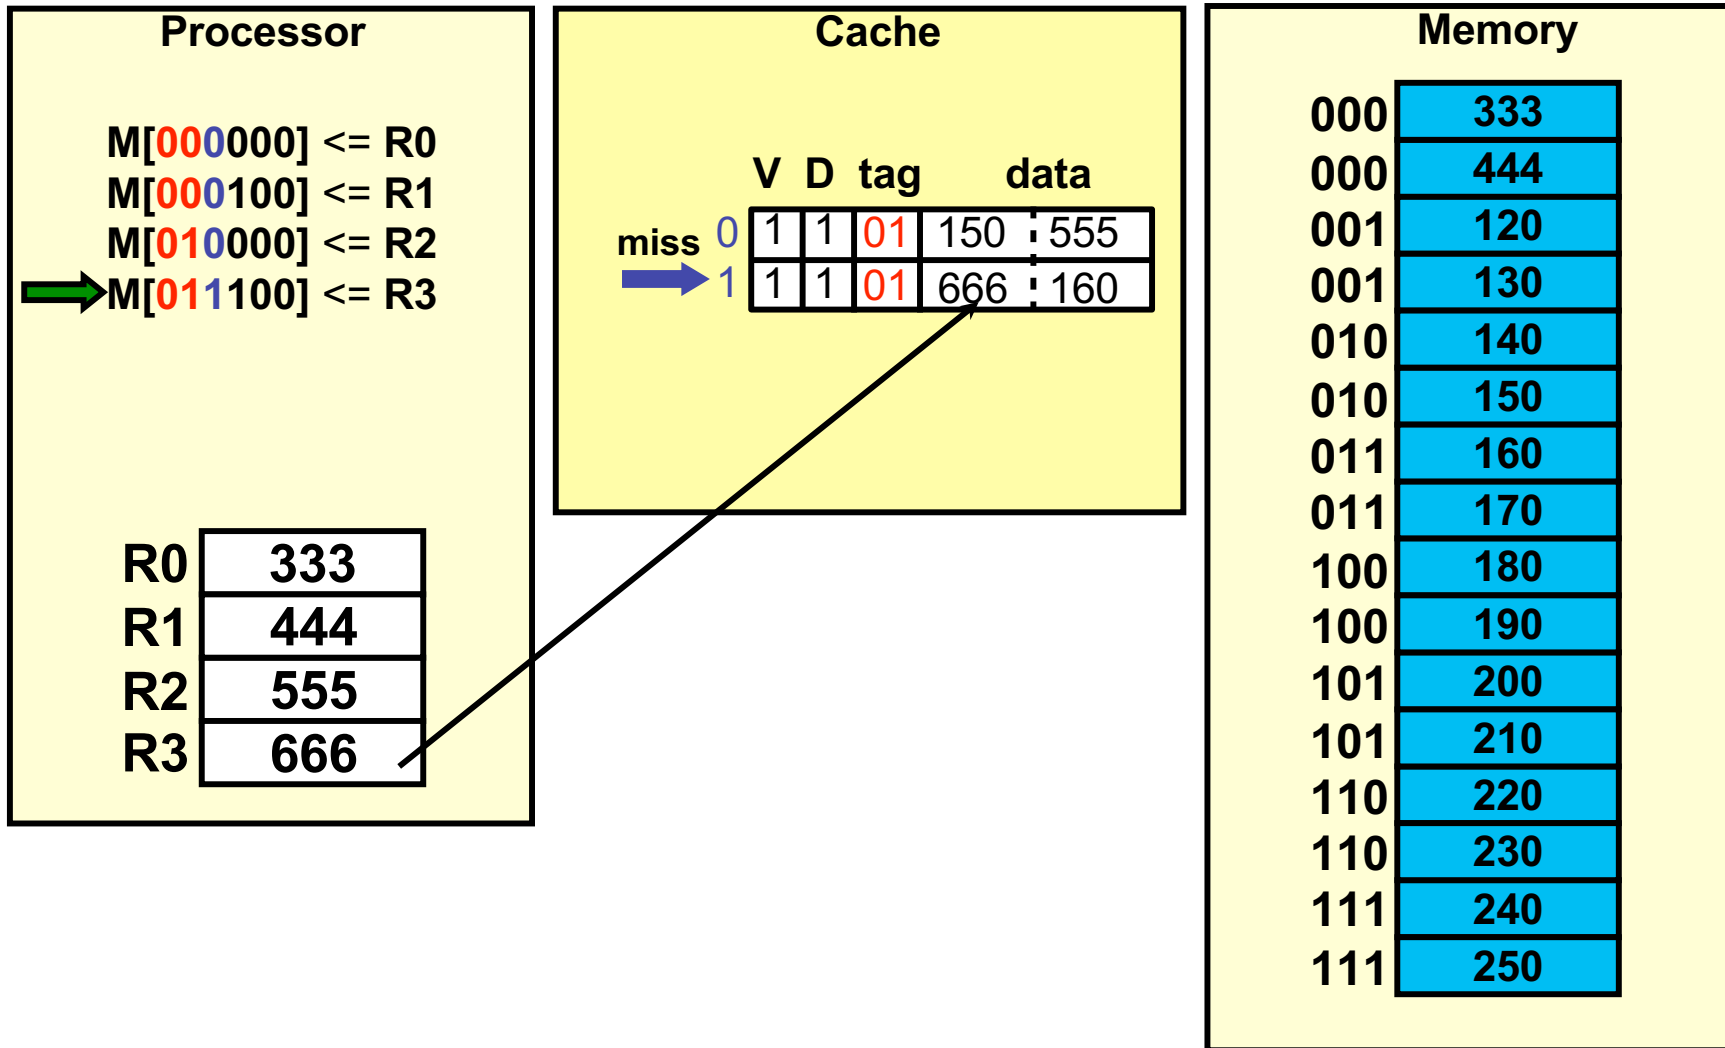 Processor
M[000000] <= R0
M[000100] <= R1
M[010000] <= R2
M[011100] <= R3
R0 333
R1 444
R2 555
R3 666
Cache
V D tag data
miss
0 1 1 01 150 555
1 1 1 01 666 160
Memory
000 333
000 444
001 120
001 130
010 140
010 150
011 160
011 170
100 180
100 190
101 200
101 210
110 220
110 230
111 240
111 250